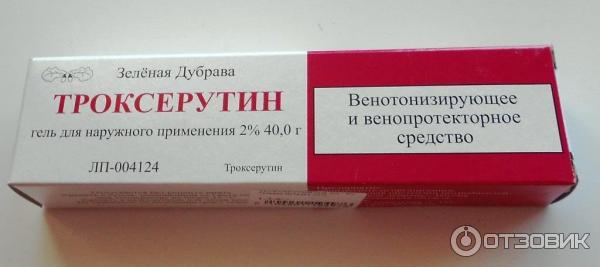 Зелёная Дубрава
ТРОКСЕРУТИН
гель для наружного применения 2% 40,0 г
ЛП-004124
Троксерутин
Венотонизирующее
и венопротекторное
средство
ОТЗОВИК